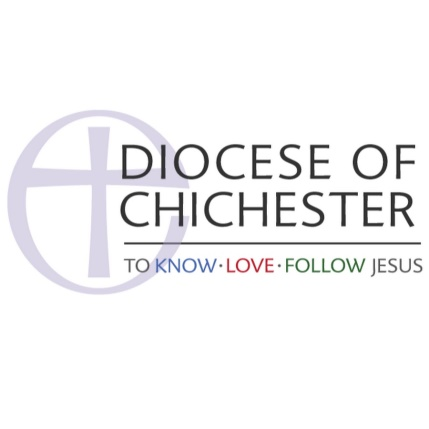 DIOCESE OF
CHICHESTER
TO KNOW·LOVE·FOLLOW JESUS